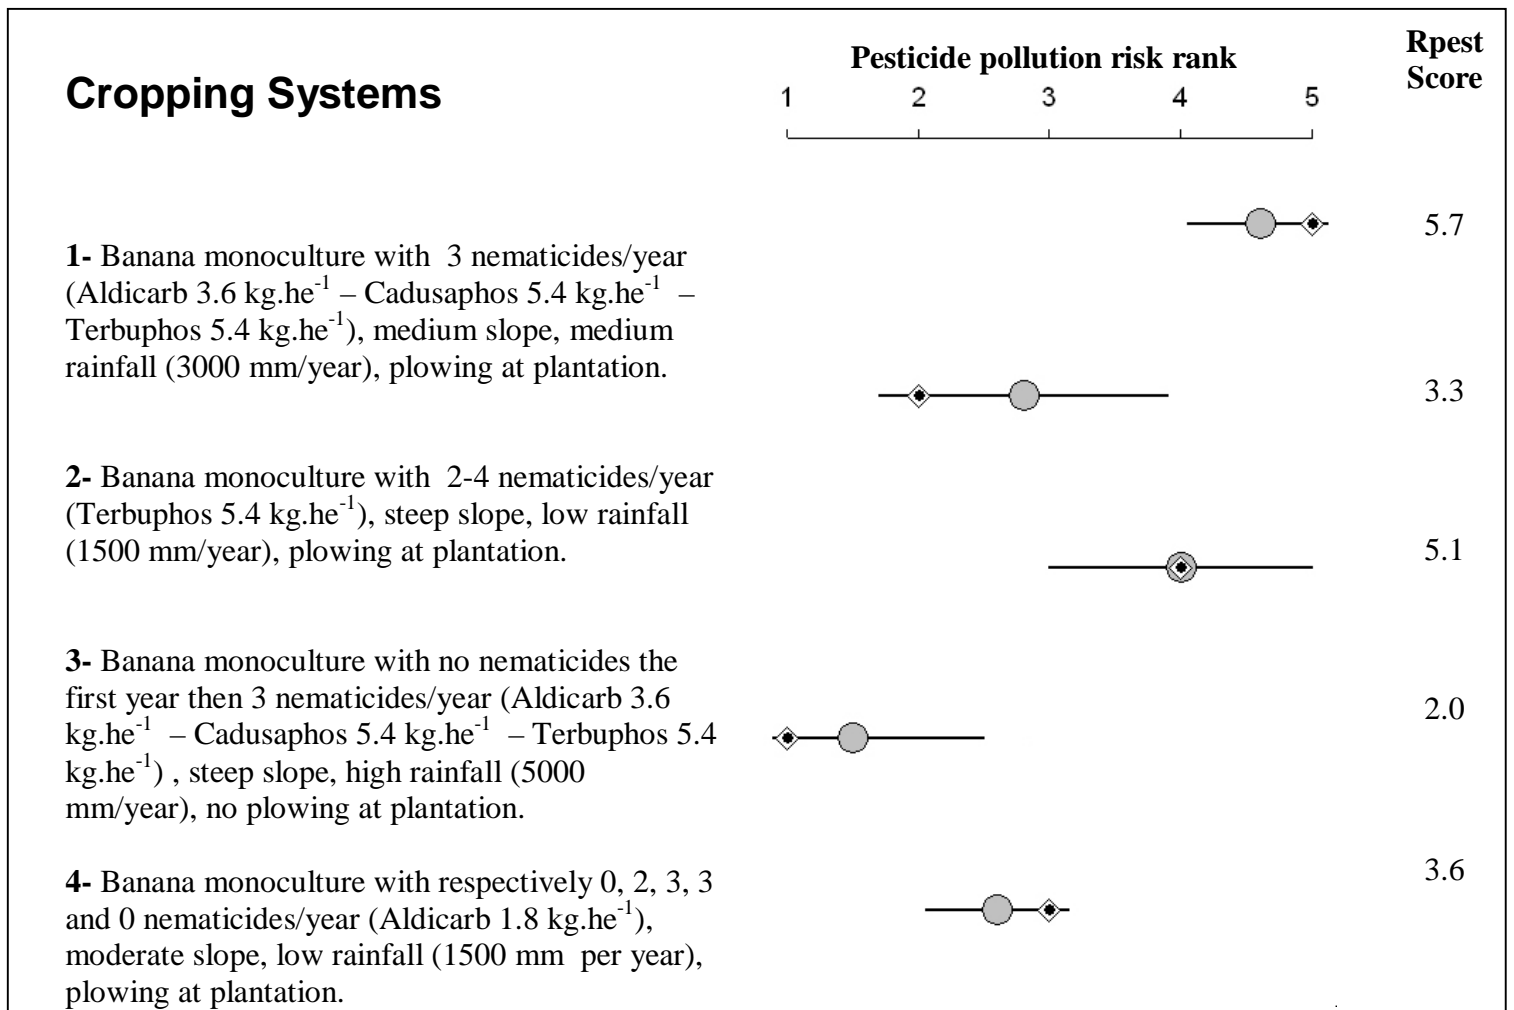 Cropping Systems
Pesticide pollution risk rank
1 2 3 4 5
Rpest
Score
5.7
1- Banana monoculture with 3 nematicides/year
(Aldicarb 3.6 kg.he-1 – Cadusaphos 5.4 kg.he-1 –
Terbuphos 5.4 kg.he-1), medium slope, medium
rainfall (3000 mm/year), plowing at plantation.
3.3
2- Banana monoculture with 2-4 nematicides/year
(Terbuphos 5.4 kg.he-1), steep slope, low rainfall
(1500 mm/year), plowing at plantation.
5.1
3- Banana monoculture with no nematicides the
first year then 3 nematicides/year (Aldicarb 3.6
kg.he-1 – Cadusaphos 5.4 kg.he-1 – Terbuphos 5.4
kg.he-1) , steep slope, high rainfall (5000
mm/year), no plowing at plantation.
2.0
4- Banana monoculture with respectively 0, 2, 3, 3
and 0 nematicides/year (Aldicarb 1.8 kg.he-1),
moderate slope, low rainfall (1500 mm per year),
plowing at plantation.
3.6